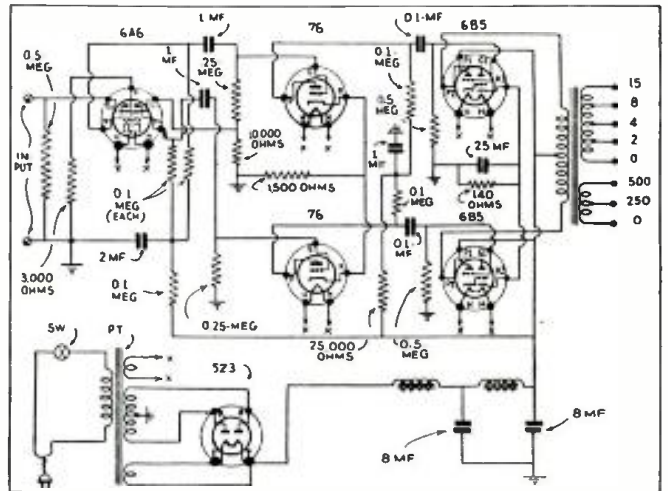 6A6
.1 MF
76
0.1-MF
6B5
0.5 MEG
.1 MF
.25 MEG
0.1-MEG
0.5 MEG
15
8
4
2
0
IN PUT
10,000 OHMS
.1 MF
25 MF
0.1 MEG (EACH)
1,500 OHMS
0.1 MEG
140 OHMS
500
250
0
76
6B5
2 MF
0.1-MF
3,000 OHMS
0.1 MEG
0.25-MEG
25,000 OHMS
0.5 MEG
SW
PT
X
X
5Z3
8 MF
8 MF